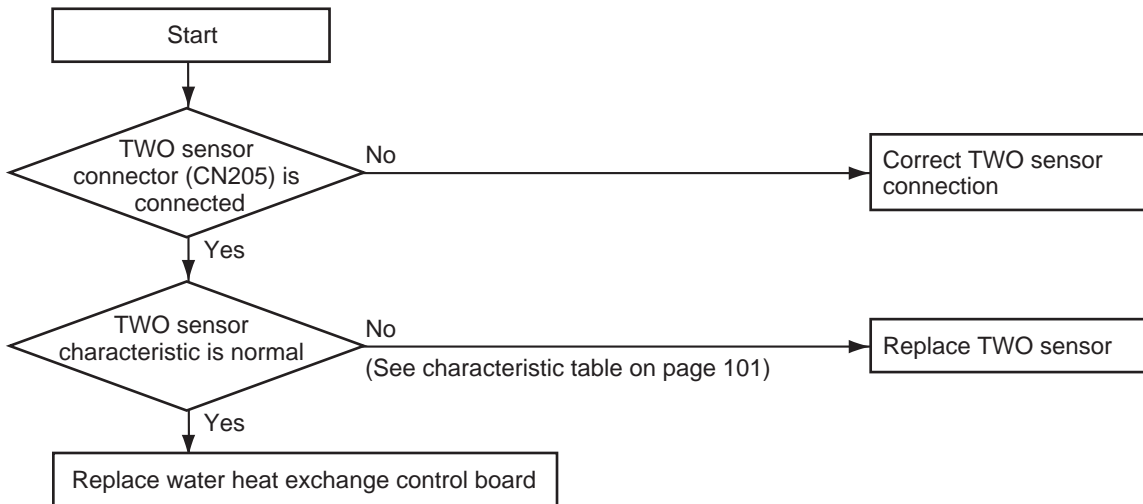 Start
TWO sensor
connector (CN205) is
connected
No
Correct TWO sensor
connection
Yes
TWO sensor
characteristic is normal
No
(See characteristic table on page 101)
Replace TWO sensor
Yes
Replace water heat exchange control board